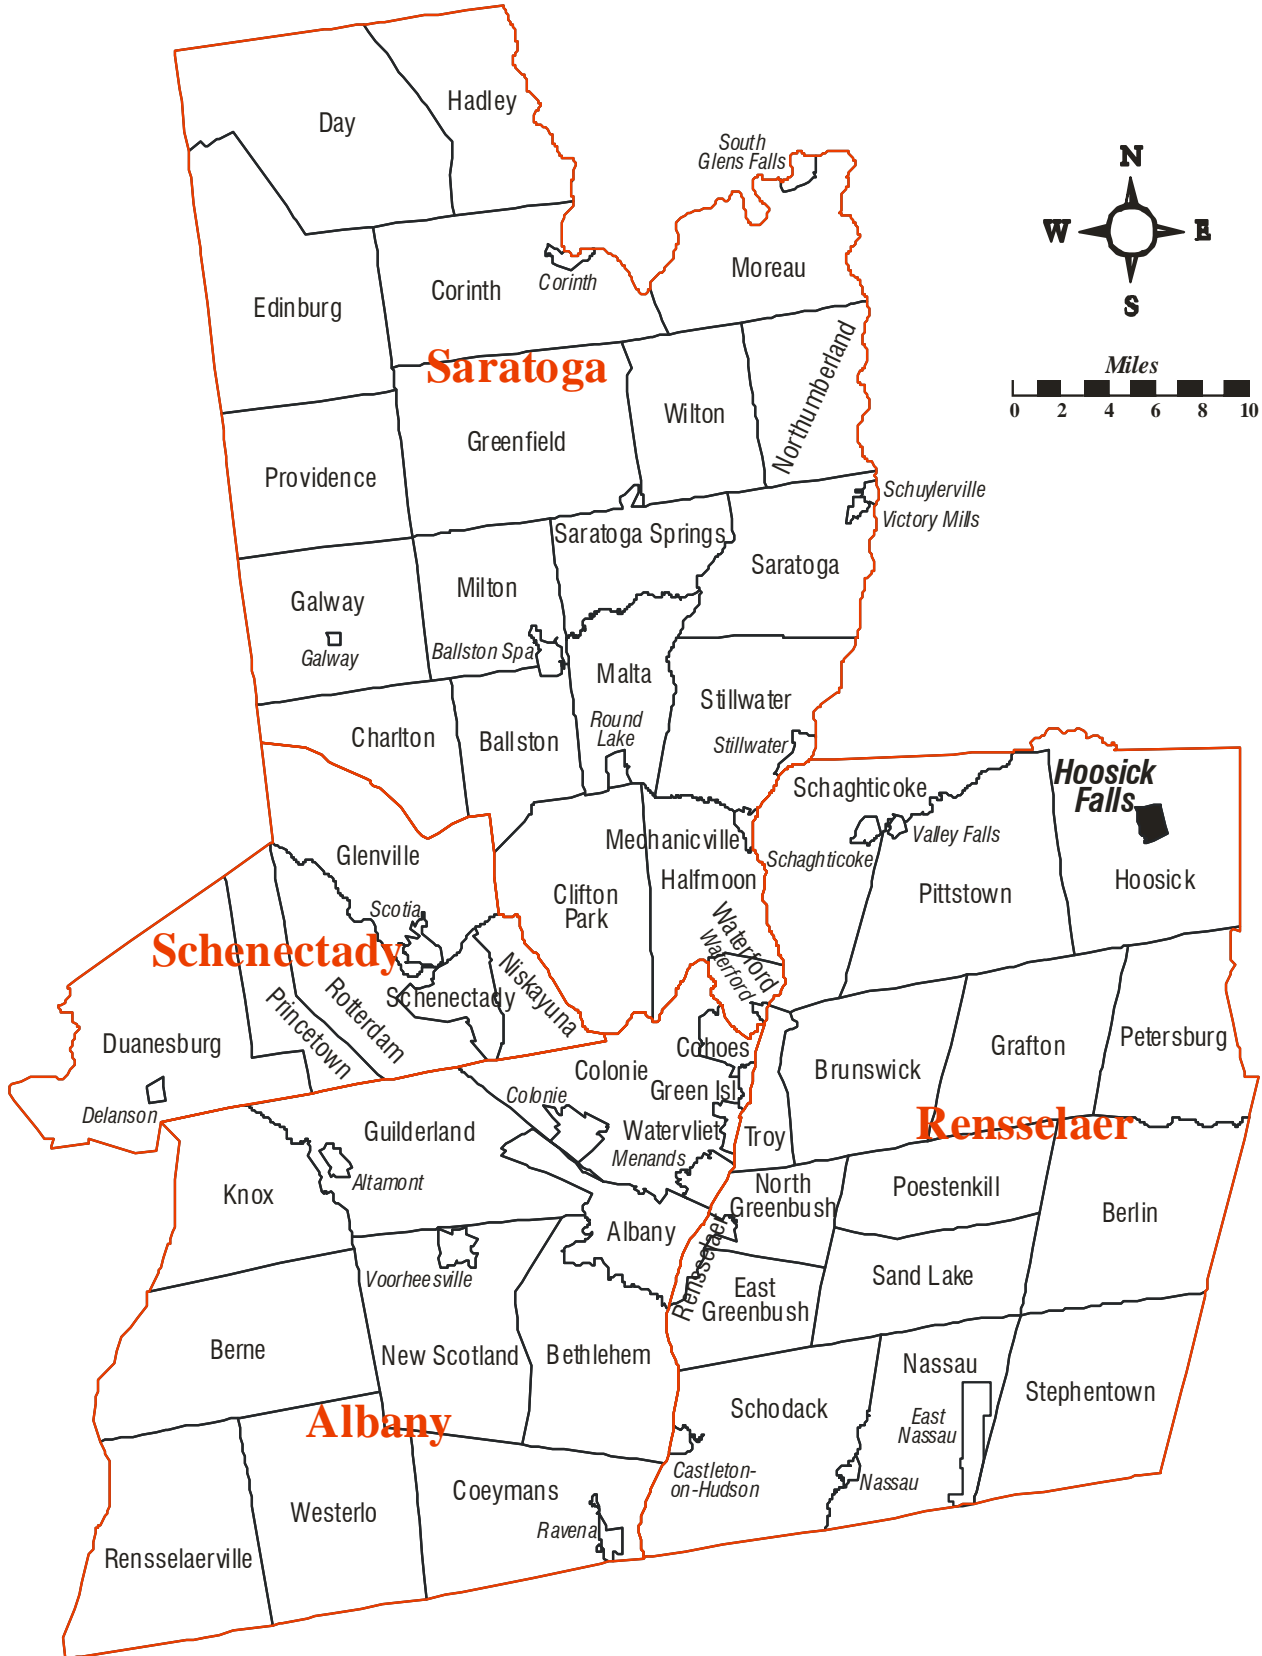 Hadley
Day
South
Glens Falls
N
W
E
S
Moreau
Corinth
Corinth
Edinburg
Northumberland
Saratoga
Miles
0 2 4 6 8 10
Wilton
Greenfield
Providence
Schuylerville
Victory Mills
Saratoga Springs
Saratoga
Milton
Galway
Galway
Ballston Spa
Malta
Stillwater
Round
Lake
Stillwater
Charlton
Ballston
Hoosick
Falls
Schaghticoke
Valley Falls
Schaghticoke
Mechanicville
Glenville
Halfmoon
Hoosick
Pittstown
Clifton
Park
Scotia
Waterford
Waterford
Schenectady
Niskayuna
Schenectady
Rotterdam
Princetown
Duanesburg
Delanson
Cohoes
Colonie
Green Isl.
Colonie
Watervliet
Menands
Troy
Brunswick
Grafton
Petersburg
Rensselaer
Guilderland
Altamont
Knox
North
Greenbush
Poestenkill
Berlin
Albany
Rensselaer
Voorheesville
Sand Lake
East
Greenbush
Berne
New Scotland
Bethlehem
Nassau
Stephentown
Schodack
East
Nassau
Albany
Castleton-
on-Hudson
Nassau
Coeymans
Westerlo
Ravena
Rensselaerville